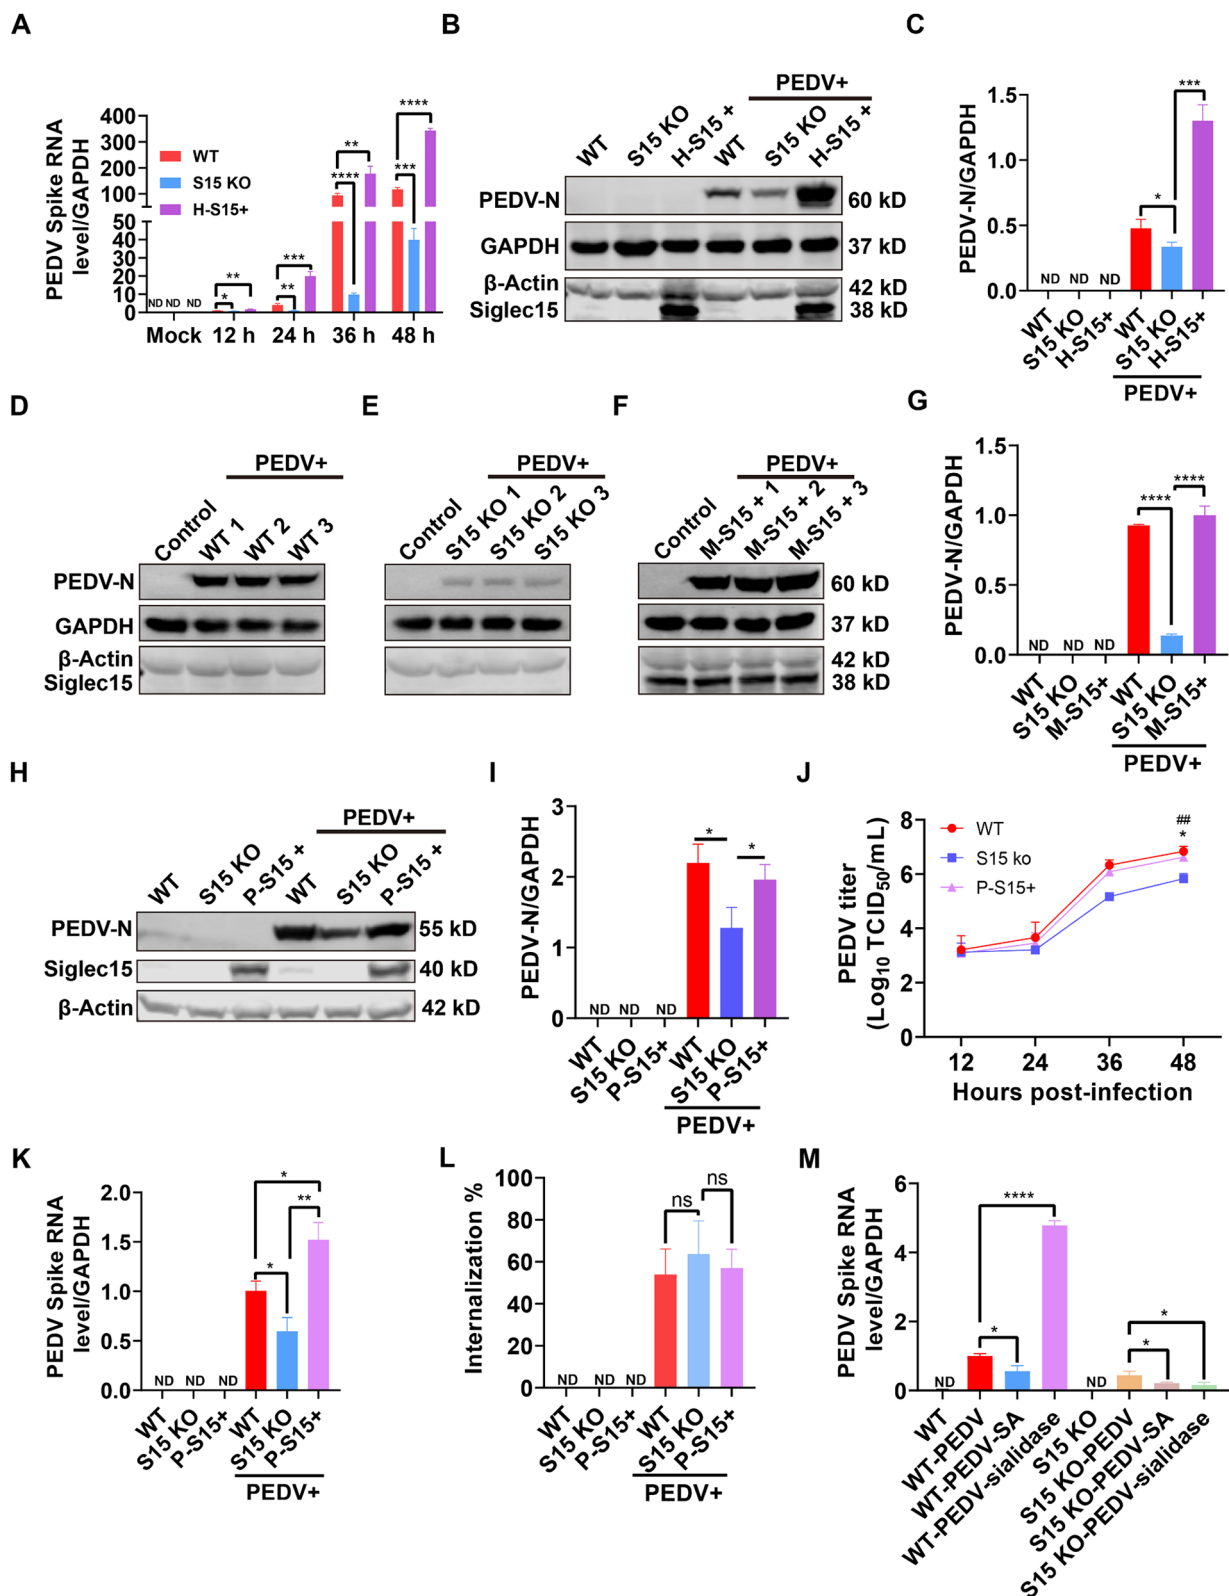 A
PEDV Spike RNA
level/GAPDH
400
300
200
100
50
40
30
20
10
0
WT
S15 KO
H-S15+
ND ND ND
*
**
**
***
****
**
***
****
Mock 12 h 24 h 36 h 48 h
B
PEDV+
WT S15 KO H-S15 + WT S15 KO H-S15 +
PEDV-N 60 kD
GAPDH 37 kD
β-Actin 42 kD
Siglec15 38 kD
C
PEDV-N/GAPDH
1.5
1.0
0.5
0.0
***
*
ND ND ND
WT S15 KO H-S15+ WT S15 KO H-S15+
PEDV+
D
PEDV+
Control WT 1 WT 2 WT 3
PEDV-N
GAPDH
β-Actin
Siglec15
E
PEDV+
Control S15 KO 1 S15 KO 2 S15 KO 3
F
PEDV+
Control M-S15 + 1 M-S15 + 2 M-S15 + 3
60 kD
37 kD
42 kD
38 kD
G
PEDV-N/GAPDH
1.5
1.0
0.5
0.0
**** ****
ND ND ND
WT S15 KO M-S15+ WT S15 KO M-S15+
PEDV+
H
PEDV+
WT S15 KO P-S15 + WT S15 KO P-S15 +
PEDV-N 55 kD
Siglec15 40 kD
β-Actin 42 kD
I
PEDV-N/GAPDH
3
2
1
0
* *
ND ND ND
WT S15 KO P-S15+ WT S15 KO P-S15+
PEDV+
J
PEDV titer
(Log10 TCID50/mL)
8
6
4
2
0
WT
S15 ko
P-S15+
##
*
12 24 36 48
Hours post-infection
K
PEDV Spike RNA
level/GAPDH
2.0
1.5
1.0
0.5
0.0
*
**
*
ND ND ND
WT S15 KO P-S15+ WT S15 KO P-S15+
PEDV+
L
Internalization %
100
80
60
40
20
0
ns ns
ND ND ND
WT S15 KO P-S15+ WT S15 KO P-S15+
PEDV+
M
PEDV Spike RNA
level/GAPDH
6
4
2
0
****
*
*
*
ND
WT WT-PEDV WT-PEDV-SA WT-PEDV-sialidase S15 KO S15 KO-PEDV S15 KO-PEDV-SA S15 KO-PEDV-sialidase